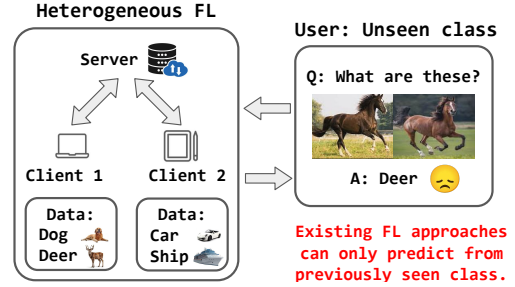 Heterogeneous FL
Server
Client 1
Client 2
Data:
Dog
Deer
Data:
Car
Ship
User: Unseen class
Q: What are these?
A: Deer
Existing FL approaches
can only predict from
previously seen class.